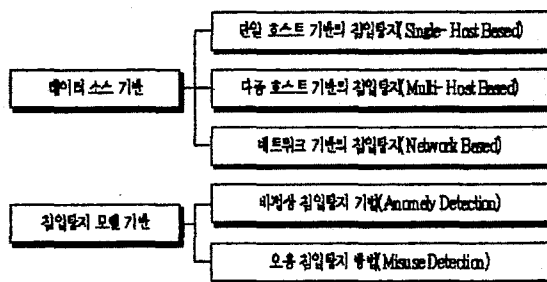 단일 호스트 기반의 침입탐지(Single-Host Based)
데이터 소스 기반
다중 호스트 기반의 침입탐지(Multi-Host Based)
네트워크 기반의 침입탐지(Network Based)
비정상 침입탐지 기법(Anomely Detection)
침입탐지 모델 기반
오용 침입탐지 방법(Misuse Detection)